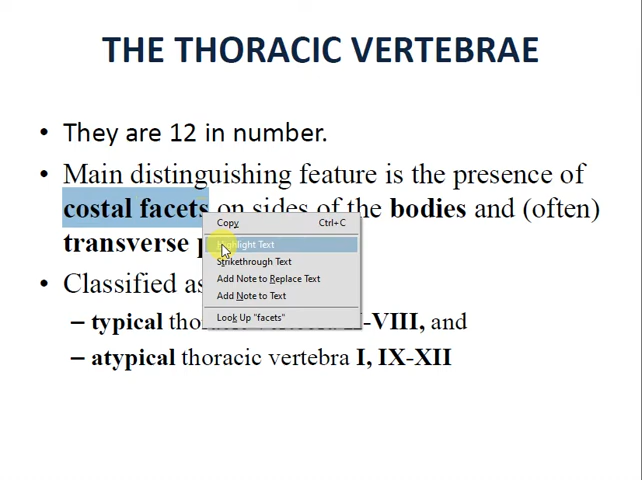 THE THORACIC VERTEBRAE
• They are 12 in number.
• Main distinguishing feature is the presence of
costal facets on sides of the bodies and (often)
transverse
Copy Ctrl+C
Highlight Text
Strikethrough Text
Add Note to Replace Text
Add Note to Text
Look Up "facets"
• Classified as
– typical -VIII, and
– atypical thoracic vertebra I, IX-XII